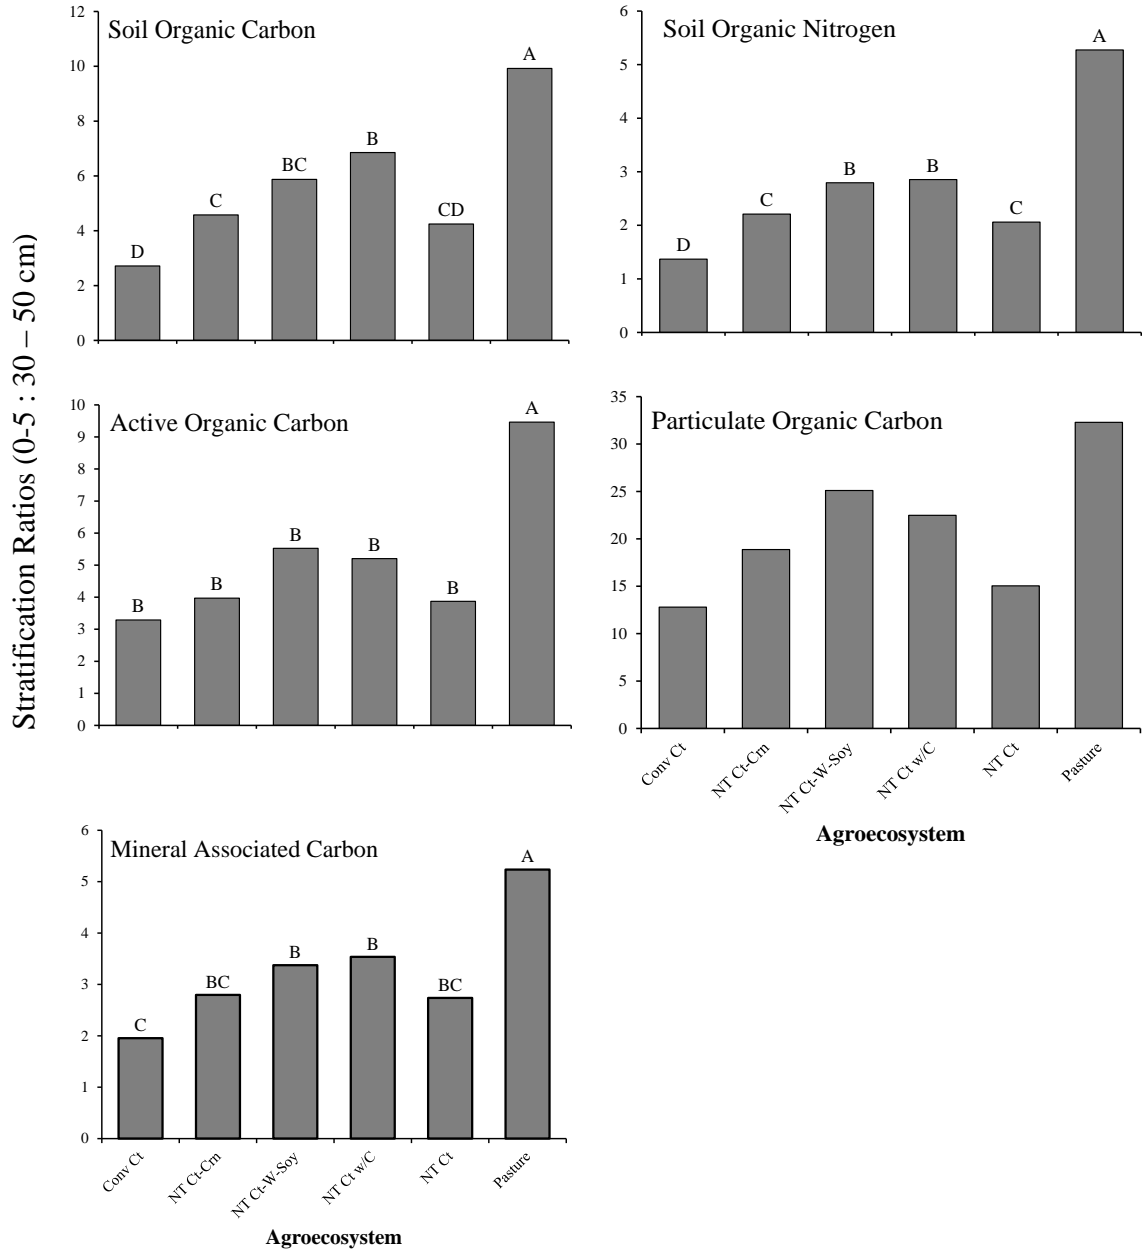 Stratification Ratios (0-5 : 30 – 50 cm)
Soil Organic Carbon
12
10
8
6
4
2
0
D
C
BC
B
CD
A
Soil Organic Nitrogen
6
5
4
3
2
1
0
D
C
B
B
C
A
Active Organic Carbon
10
9
8
7
6
5
4
3
2
1
0
B
B
B
B
B
A
Particulate Organic Carbon
35
30
25
20
15
10
5
0
Conv Ct
NT Ct-Crn
NT Ct-W-Soy
NT Ct w/C
NT Ct
Pasture
Agroecosystem
Mineral Associated Carbon
6
5
4
3
2
1
0
C
BC
B
B
BC
A
Conv Ct
NT Ct-Crn
NT Ct-W-Soy
NT Ct w/C
NT Ct
Pasture
Agroecosystem